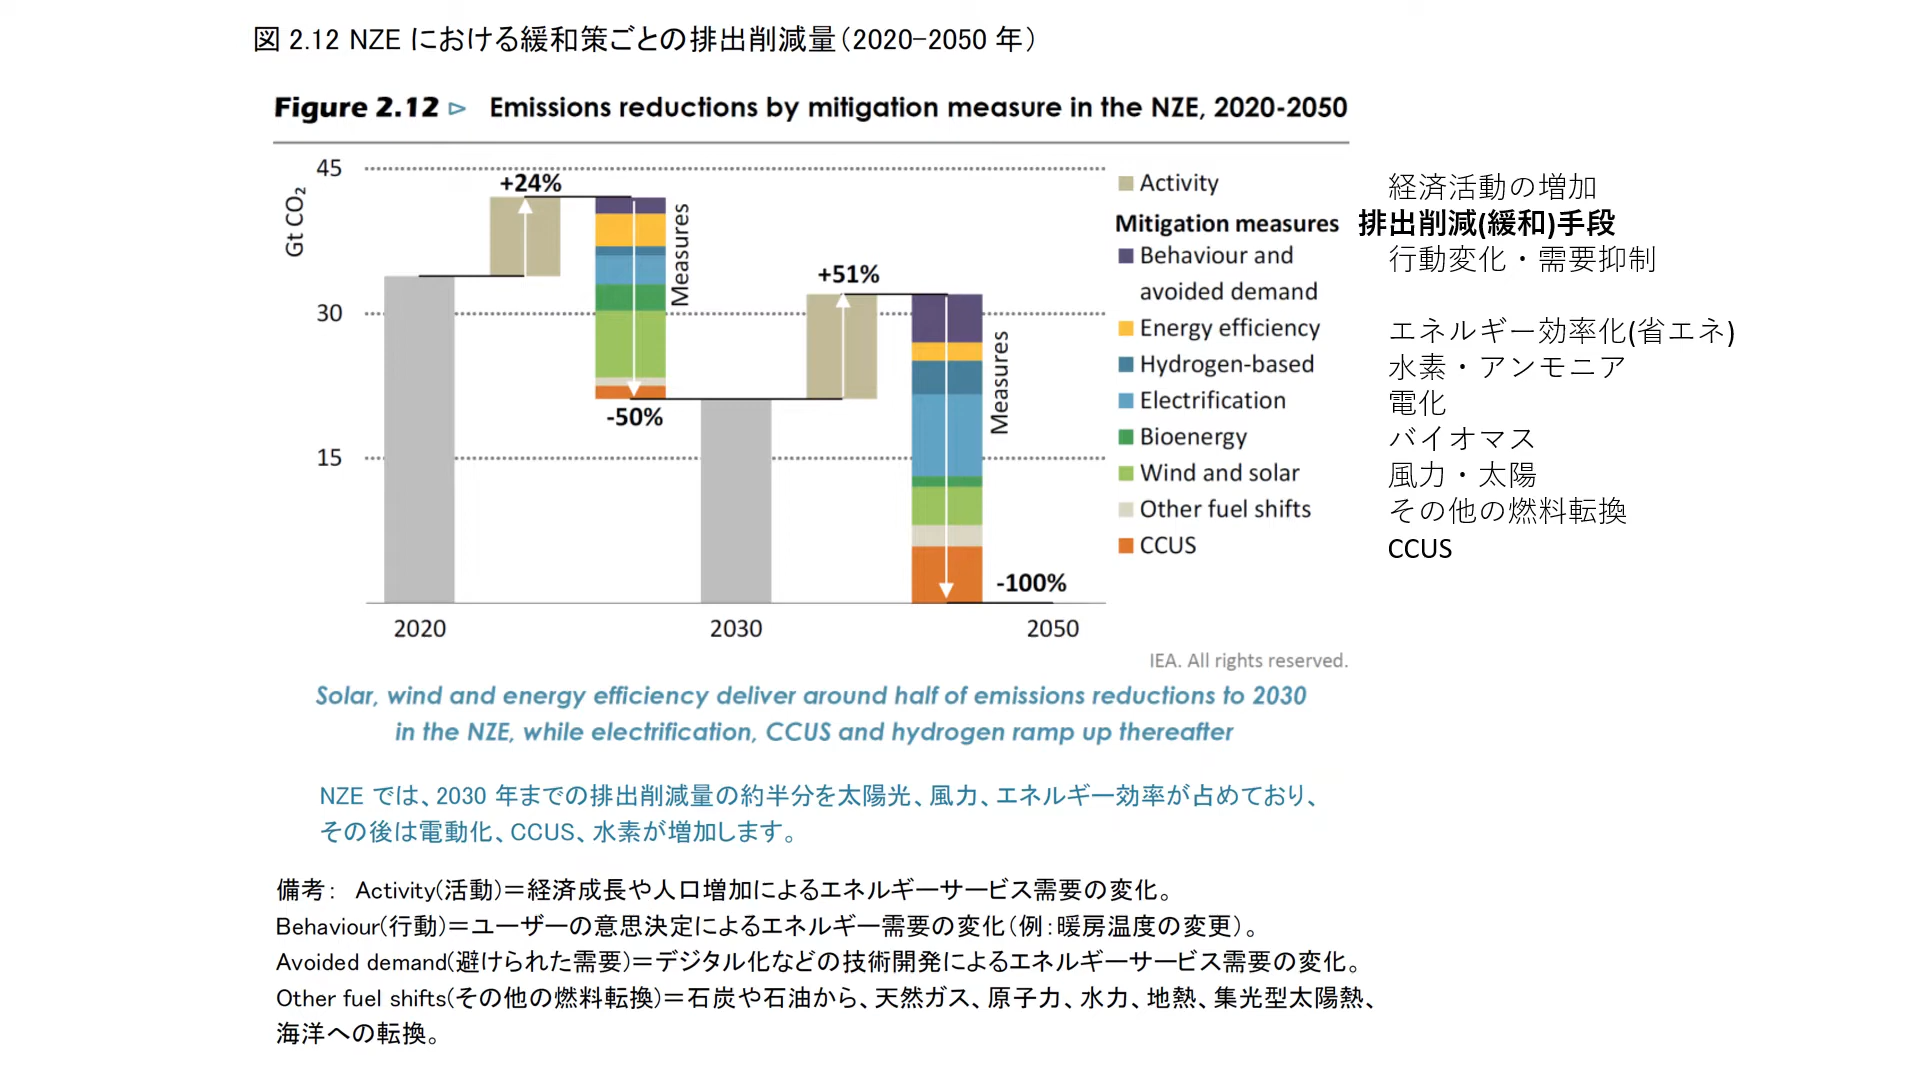 図 2.12 NZE における緩和策ごとの排出削減量（2020-2050 年）
Figure 2.12 ▷ Emissions reductions by mitigation measure in the NZE, 2020-2050
Gt CO₂
45
30
15
+24%
Measures
-50%
+51%
Measures
-100%
2020
2030
2050
Activity 経済活動の増加
Mitigation measures 排出削減(緩和)手段
Behaviour and 行動変化・需要抑制
avoided demand
Energy efficiency エネルギー効率化(省エネ)
Hydrogen-based 水素・アンモニア
Electrification 電化
Bioenergy バイオマス
Wind and solar 風力・太陽
Other fuel shifts その他の燃料転換
CCUS CCUS
IEA. All rights reserved.
Solar, wind and energy efficiency deliver around half of emissions reductions to 2030
in the NZE, while electrification, CCUS and hydrogen ramp up thereafter
NZE では、2030 年までの排出削減量の約半分を太陽光、風力、エネルギー効率が占めており、
その後は電動化、CCUS、水素が増加します。
備考： Activity(活動)＝経済成長や人口増加によるエネルギーサービス需要の変化。
Behaviour(行動)＝ユーザーの意思決定によるエネルギー需要の変化（例：暖房温度の変更）。
Avoided demand(避けられた需要)＝デジタル化などの技術開発によるエネルギーサービス需要の変化。
Other fuel shifts(その他の燃料転換)＝石炭や石油から、天然ガス、原子力、水力、地熱、集光型太陽熱、
海洋への転換。